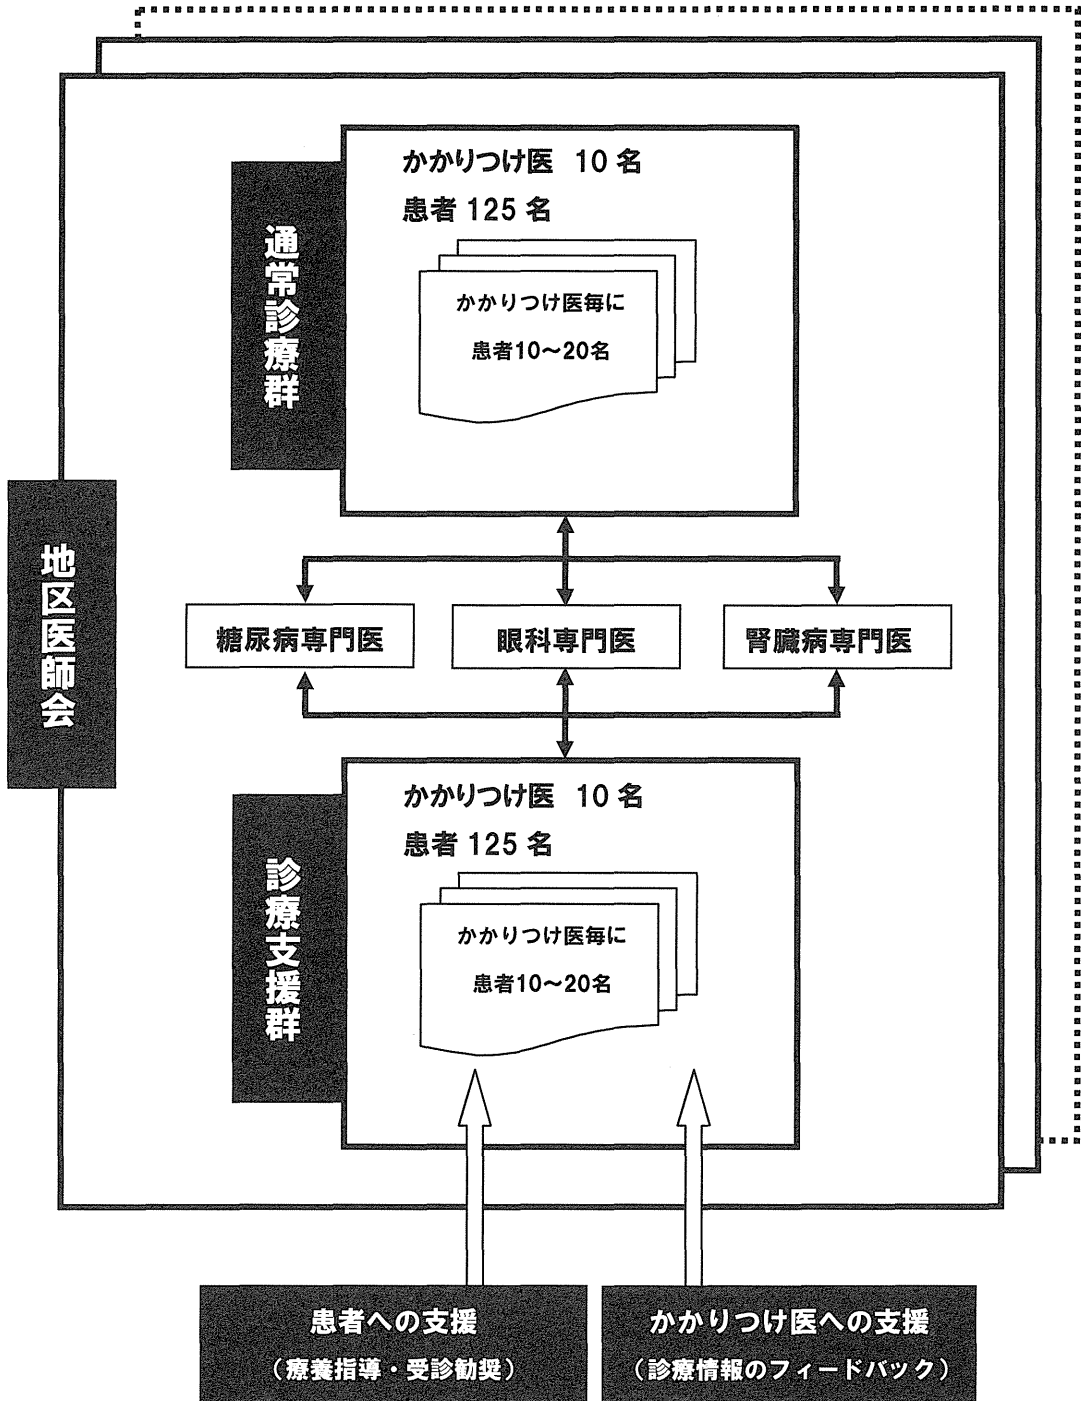 かかりつけ医 10 名
患者 125 名
通常診療群
かかりつけ医毎に
患者10～20名
地区医師会
糖尿病専門医
眼科専門医
腎臓病専門医
かかりつけ医 10 名
患者 125 名
診療支援群
かかりつけ医毎に
患者10～20名
患者への支援
（療養指導・受診勧奨）
かかりつけ医への支援
（診療情報のフィードバック）